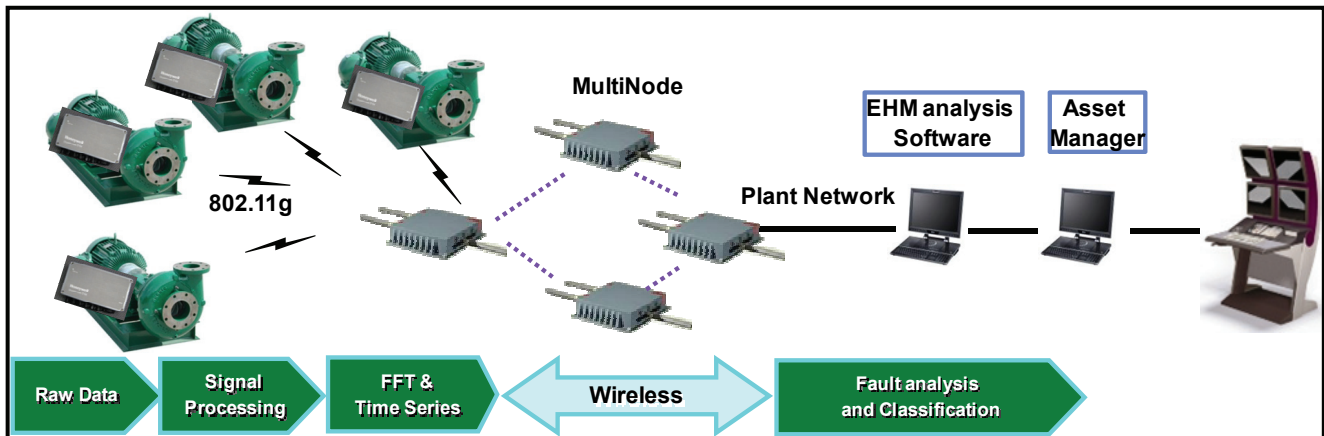 MultiNode
EHM analysis
Software
Asset
Manager
802.11g
Plant Network
Raw Data
Signal
Processing
FFT &
Time Series
Wireless
Fault analysis
and Classification